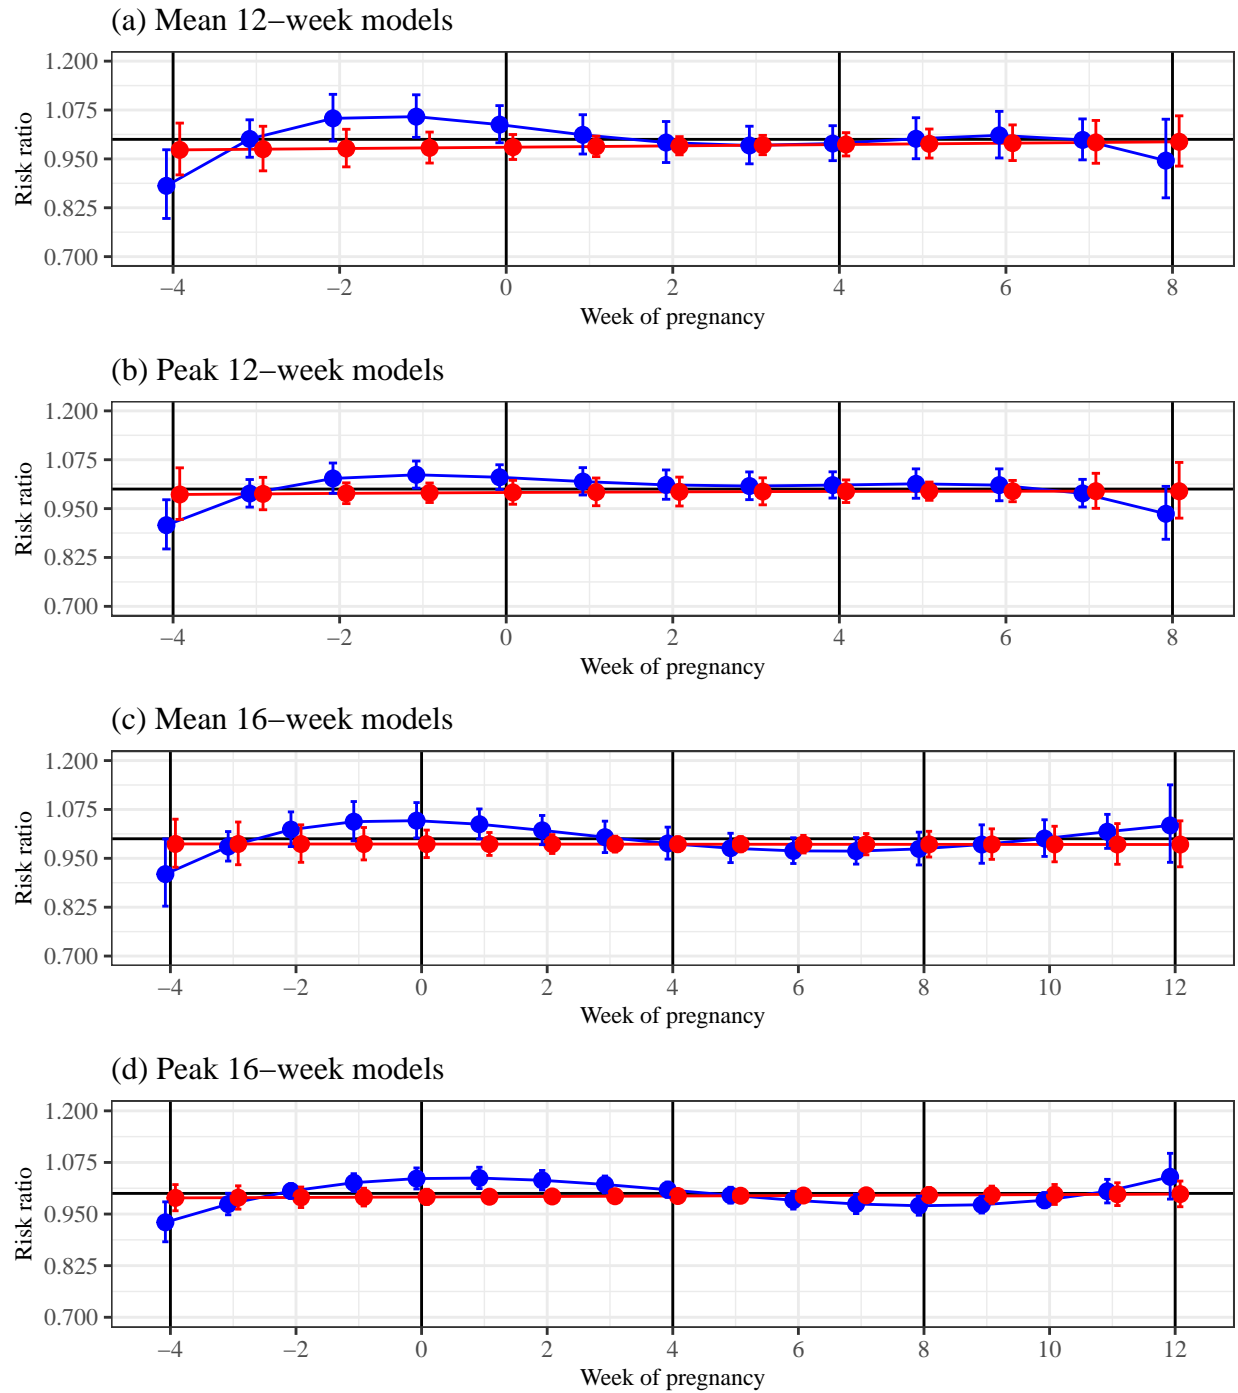 (a) Mean 12−week models
1.200
1.075
0.950
0.825
0.700
Risk ratio
−4 −2 0 2 4 6 8
Week of pregnancy
(b) Peak 12−week models
1.200
1.075
0.950
0.825
0.700
Risk ratio
−4 −2 0 2 4 6 8
Week of pregnancy
(c) Mean 16−week models
1.200
1.075
0.950
0.825
0.700
Risk ratio
−4 −2 0 2 4 6 8 10 12
Week of pregnancy
(d) Peak 16−week models
1.200
1.075
0.950
0.825
0.700
Risk ratio
−4 −2 0 2 4 6 8 10 12
Week of pregnancy